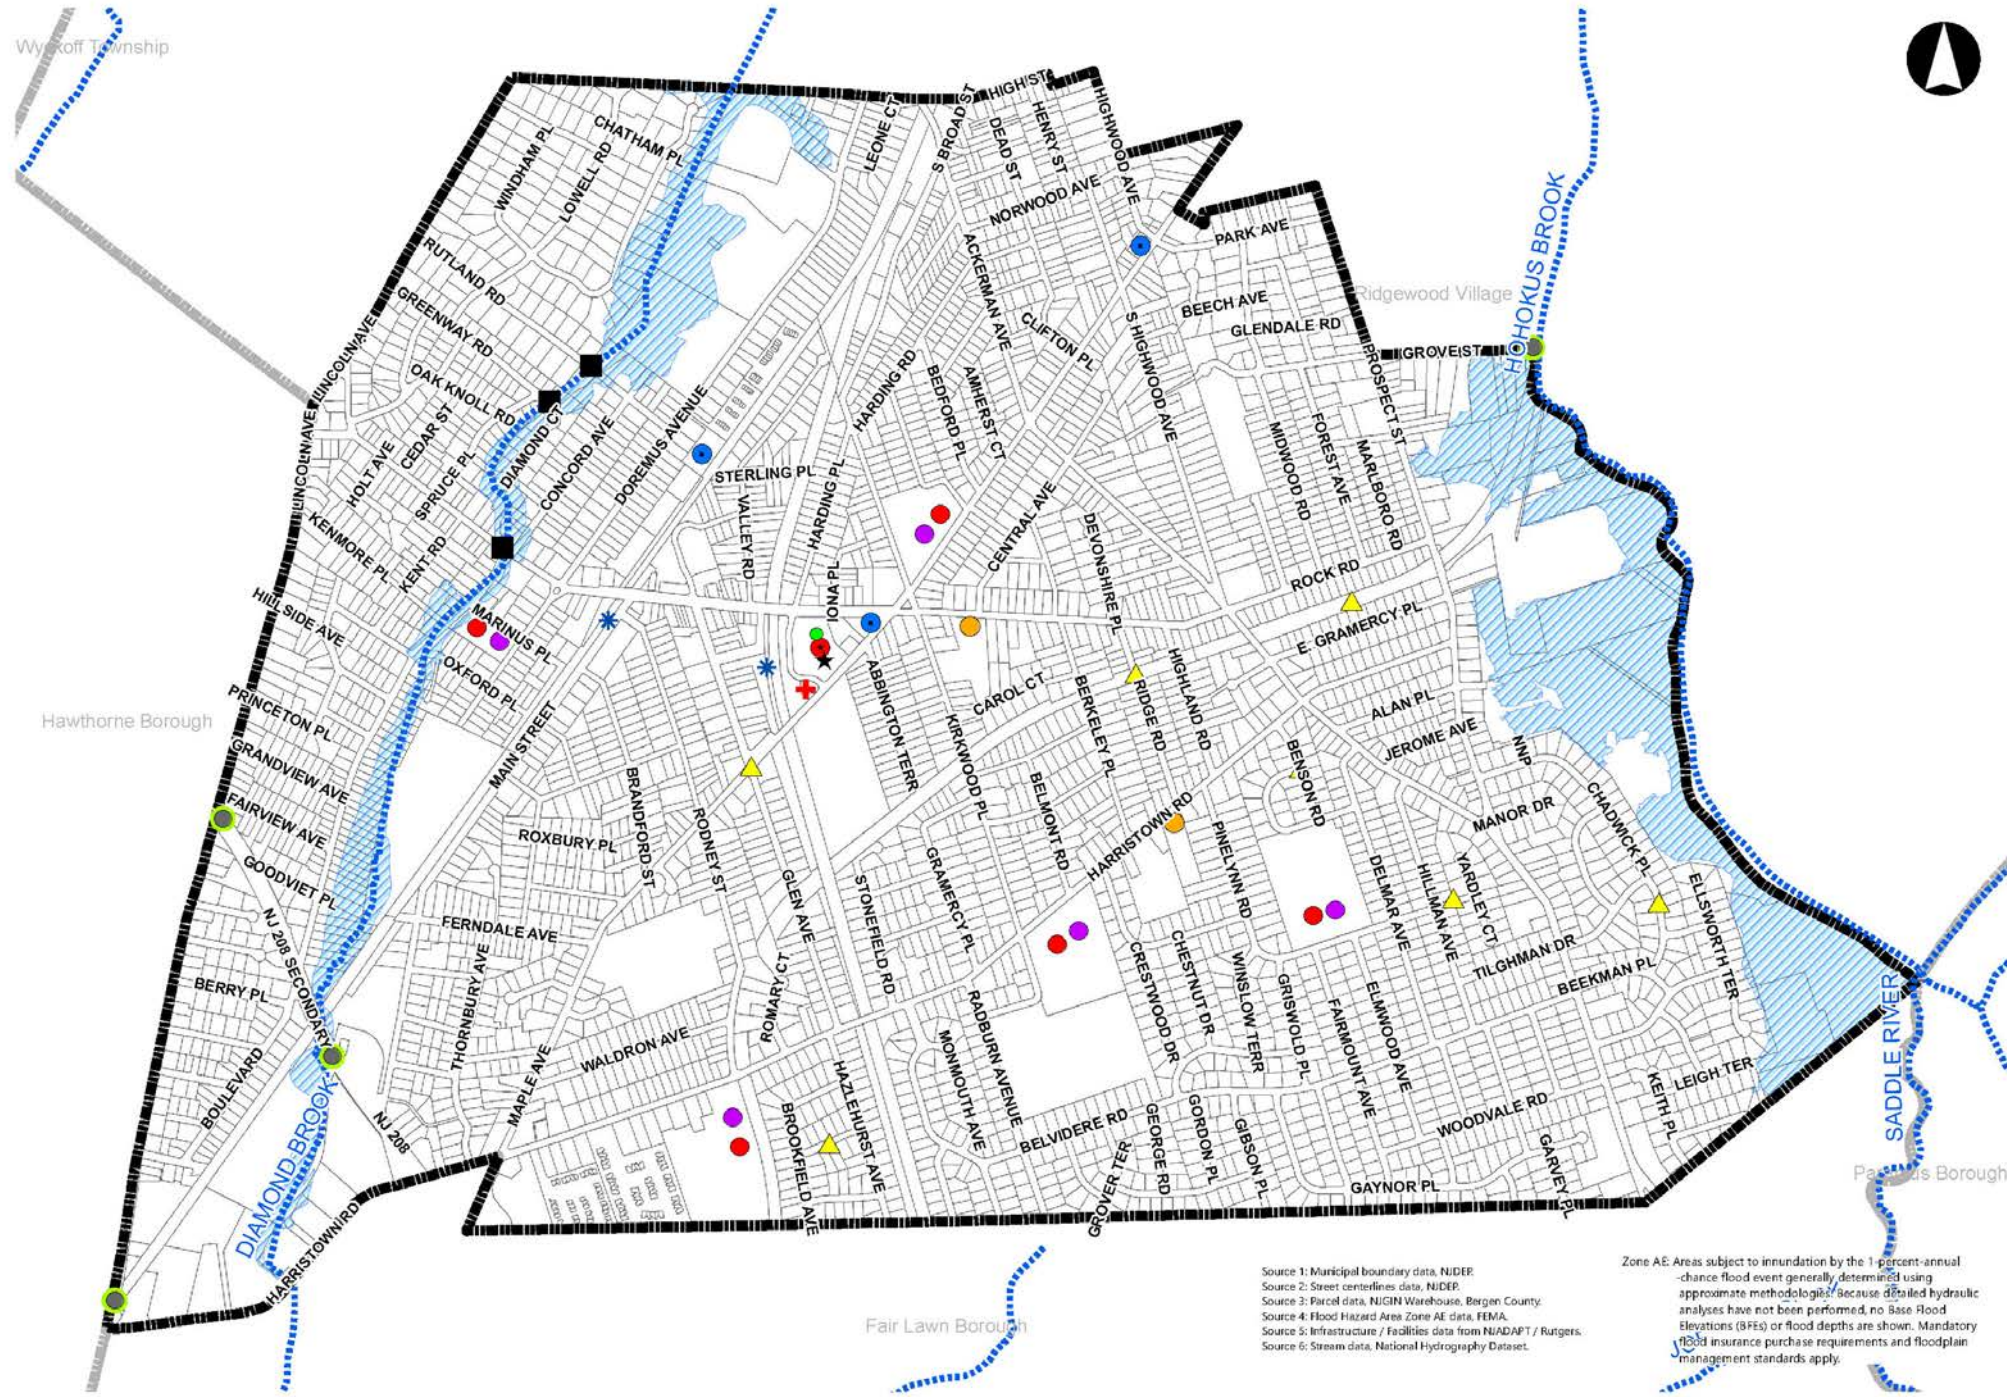 Wyckoff Township
HIGH ST
CHATHAM PL
LEONE CT
S BROAD ST
DEAD ST
HENRY ST
HIGHWOOD AVE
WINDHAM PL
LOWELL RD
NORWOOD AVE
PARK AVE
RUTLAND RD
ACKERMAN AVE
HOHOKUS BROOK
Ridgewood Village
GREENWAY RD
CLIFTON PL
BEECH AVE
GLENDALE RD
S HIGHWOOD AVE
LINCOLN AVE
GROVE ST
PROSPECT ST
OAK KNOLL RD
HARDING RD
BEDFORD PL
AMHERST CT
LINCOLN AVE
CEDAR ST
DIAMOND CT
CONCORD AVE
DOREMUS AVENUE
HOLT AVE
SPRUCE PL
STERLING PL
MIDWOOD RD
FOREST AVE
MARLBORO RD
KENMORE PL
KENT RD
VALLEY RD
HARDING PL
CENTRAL AVE
DEVONSHIRE PL
ROCK RD
HILLSIDE AVE
MARINUS PL
IONA PL
E GRAMERCY PL
OXFORD PL
ABBINGTON TERR
CAROL CT
BERKELEY PL
RIDGE RD
HIGHLAND RD
ALAN PL
Hawthorne Borough
PRINCETON PL
MAIN STREET
KIRKWOOD PL
JEROME AVE
NNP
GRANDVIEW AVE
BRANDFORD ST
RODNEY ST
BELMONT RD
HARRISTOWN RD
BENSON RD
MANOR DR
CHADWICK PL
FAIRVIEW AVE
ROXBURY PL
PINELYNN RD
GOODVIET PL
GLEN AVE
STONEFIELD RD
GRAMERCY PL
DELMAR AVE
HILLMAN AVE
YARDLEY CT
ELLSWORTH TER
NJ 208 SECONDARY
FERNDALE AVE
CRESTWOOD DR
CHESTNUT DR
WINSLOW TERR
GRISWOLD PL
TILGHMAN DR
BEEKMAN PL
BERRY PL
THORNBURY AVE
ROMARY CT
RADBURN AVENUE
FAIRMOUNT AVE
ELMWOOD AVE
SADDLE RIVER
BOULEVARD
MAPLE AVE
WALDRON AVE
HAZLEHURST AVE
MONMOUTH AVE
KEITH PL
LEIGH TER
DIAMOND BROOK
NJ 208
BROOKFIELD AVE
BELVIDERE RD
GEORGE RD
GORDON PL
GIBSON PL
WOODVALE RD
GROVER TER
GAYNOR PL
GARVEY PL
Paramus Borough
HARRISTOWN RD
Fair Lawn Borough
Source 1: Municipal boundary data, NJDEP.
Source 2: Street centerlines data, NJDEP.
Source 3: Parcel data, NJGIN Warehouse, Bergen County.
Source 4: Flood Hazard Area Zone AE data, FEMA.
Source 5: Infrastructure / Facilities data from NJADAPT / Rutgers.
Source 6: Stream data, National Hydrography Dataset.
Zone AE: Areas subject to innundation by the 1-percent-annual
-chance flood event generally determined using
approximate methodologies. Because detailed hydraulic
analyses have not been performed, no Base Flood
Elevations (BFEs) or flood depths are shown. Mandatory
flood insurance purchase requirements and floodplain
management standards apply.